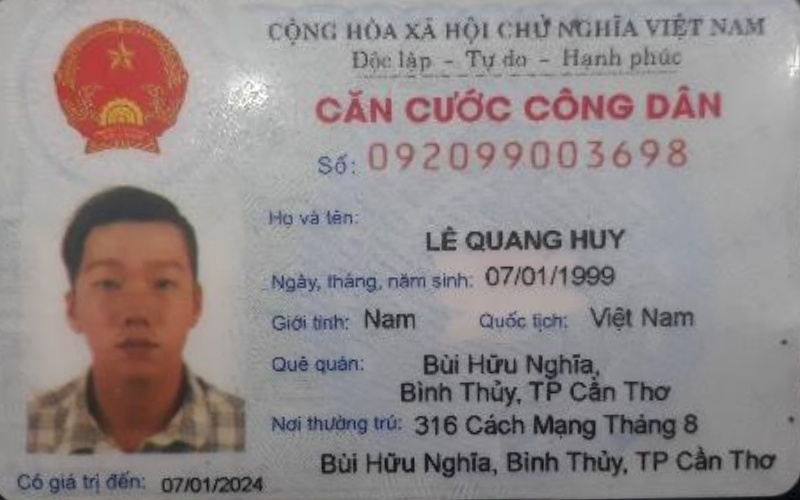 CỘNG HÒA XÃ HỘI CHỦ NGHĨA VIỆT NAM
Độc lập - Tự do - Hạnh phúc
CĂN CƯỚC CÔNG DÂN
Số: 092099003698
Họ và tên:
LÊ QUANG HUY
Ngày, tháng, năm sinh: 07/01/1999
Giới tính: Nam Quốc tịch: Việt Nam
Quê quán: Bùi Hữu Nghĩa,
Bình Thủy, TP Cần Thơ
Nơi thường trú: 316 Cách Mạng Tháng 8
Bùi Hữu Nghĩa, Bình Thủy, TP Cần Thơ
Có giá trị đến: 07/01/2024